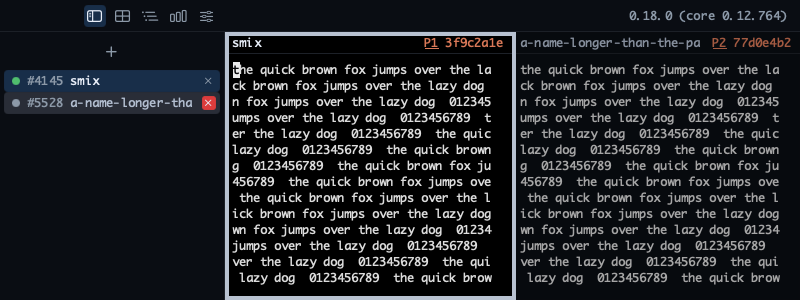 0.18.0 (core 0.12.764)
+
#4145 smix ×
#5528 a-name-longer-tha ×
smix P1 3f9c2a1e
the quick brown fox jumps over the la
ck brown fox jumps over the lazy dog
n fox jumps over the lazy dog  012345
umps over the lazy dog  0123456789  t
er the lazy dog  0123456789  the quic
lazy dog  0123456789  the quick brown
g  0123456789  the quick brown fox ju
456789  the quick brown fox jumps ove
 the quick brown fox jumps over the l
ick brown fox jumps over the lazy dog
wn fox jumps over the lazy dog  01234
jumps over the lazy dog  0123456789
ver the lazy dog  0123456789  the qui
 lazy dog  0123456789  the quick brow
a-name-longer-than-the-pa P2 77d0e4b2
the quick brown fox jumps over the la
ck brown fox jumps over the lazy dog
n fox jumps over the lazy dog  012345
umps over the lazy dog  0123456789  t
er the lazy dog  0123456789  the quic
lazy dog  0123456789  the quick brown
g  0123456789  the quick brown fox ju
456789  the quick brown fox jumps ove
 the quick brown fox jumps over the l
ick brown fox jumps over the lazy dog
wn fox jumps over the lazy dog  01234
jumps over the lazy dog  0123456789
ver the lazy dog  0123456789  the qui
 lazy dog  0123456789  the quick brow